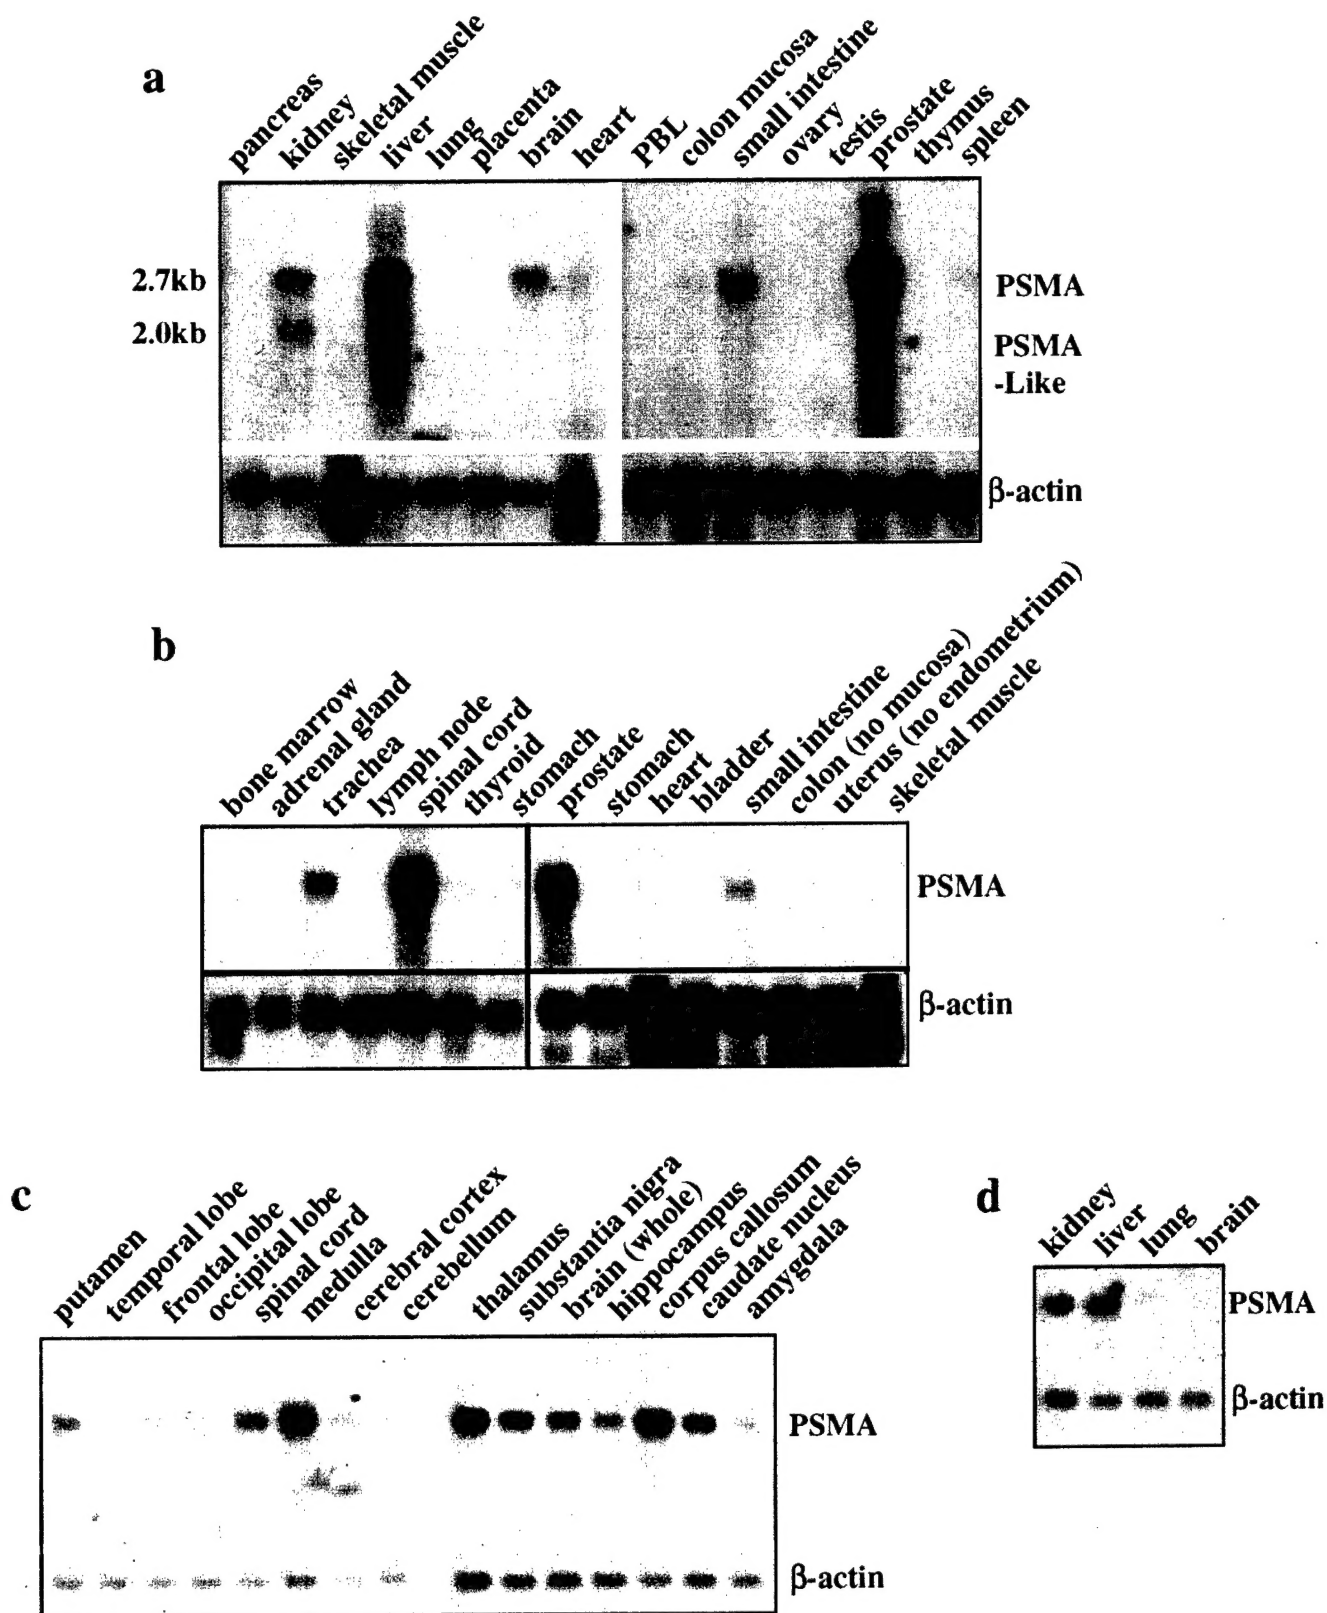 a
pancreas
kidney
skeletal muscle
liver
lung
placenta
brain
heart
PBL
colon mucosa
small intestine
ovary
testis
prostate
thymus
spleen
2.7kb
2.0kb
PSMA
PSMA
-Like
β-actin
b
bone marrow
adrenal gland
trachea
lymph node
spinal cord
thyroid
stomach
prostate
stomach
heart
bladder
small intestine
colon (no mucosa)
uterus (no endometrium)
skeletal muscle
PSMA
β-actin
c
putamen
temporal lobe
frontal lobe
occipital lobe
spinal cord
medulla
cerebral cortex
cerebellum
thalamus
substantia nigra
brain (whole)
hippocampus
corpus callosum
caudate nucleus
amygdala
PSMA
β-actin
d
kidney
liver
lung
brain
PSMA
β-actin